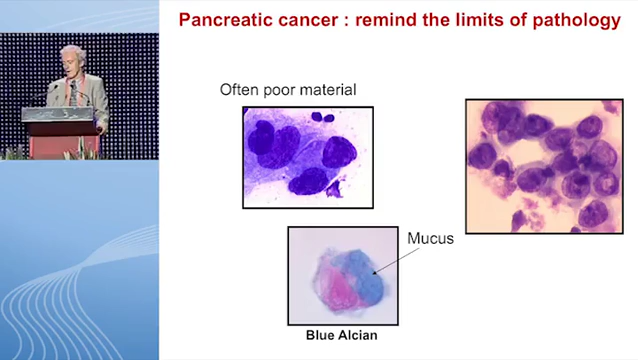 Pancreatic cancer : remind the limits of pathology
Often poor material
Mucus
Blue Alcian